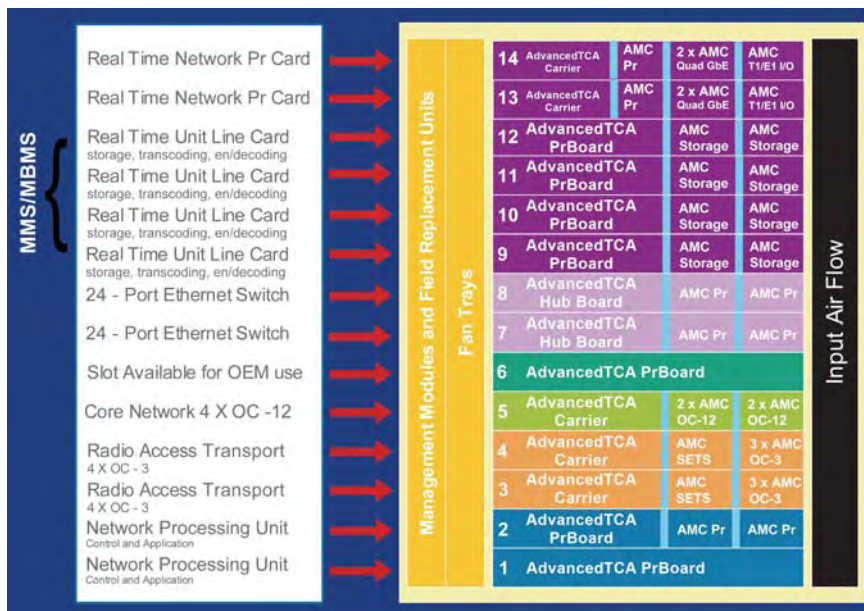 MMS/MBMS
Real Time Network Pr Card
Real Time Network Pr Card
Real Time Unit Line Card
storage, transcoding, en/decoding
Real Time Unit Line Card
storage, transcoding, en/decoding
Real Time Unit Line Card
storage, transcoding, en/decoding
Real Time Unit Line Card
storage, transcoding, en/decoding
24 - Port Ethernet Switch
24 - Port Ethernet Switch
Slot Available for OEM use
Core Network 4 X OC -12
Radio Access Transport
4 X OC - 3
Radio Access Transport
4 X OC - 3
Network Processing Unit
Control and Application
Network Processing Unit
Control and Application
Management Modules and Field Replacement Units
Fan Trays
14 AdvancedTCA Carrier AMC Pr 2 x AMC Quad GbE AMC T1/E1 I/O
13 AdvancedTCA Carrier AMC Pr 2 x AMC Quad GbE AMC T1/E1 I/O
12 AdvancedTCA PrBoard AMC Storage AMC Storage
11 AdvancedTCA PrBoard AMC Storage AMC Storage
10 AdvancedTCA PrBoard AMC Storage AMC Storage
9 AdvancedTCA PrBoard AMC Storage AMC Storage
8 AdvancedTCA Hub Board AMC Pr AMC Pr
7 AdvancedTCA Hub Board AMC Pr AMC Pr
6 AdvancedTCA PrBoard
5 AdvancedTCA Carrier 2 x AMC OC-12 2 x AMC OC-12
4 AdvancedTCA Carrier AMC SETS 3 x AMC OC-3
3 AdvancedTCA Carrier AMC SETS 3 x AMC OC-3
2 AdvancedTCA PrBoard AMC Pr AMC Pr
1 AdvancedTCA PrBoard
Input Air Flow